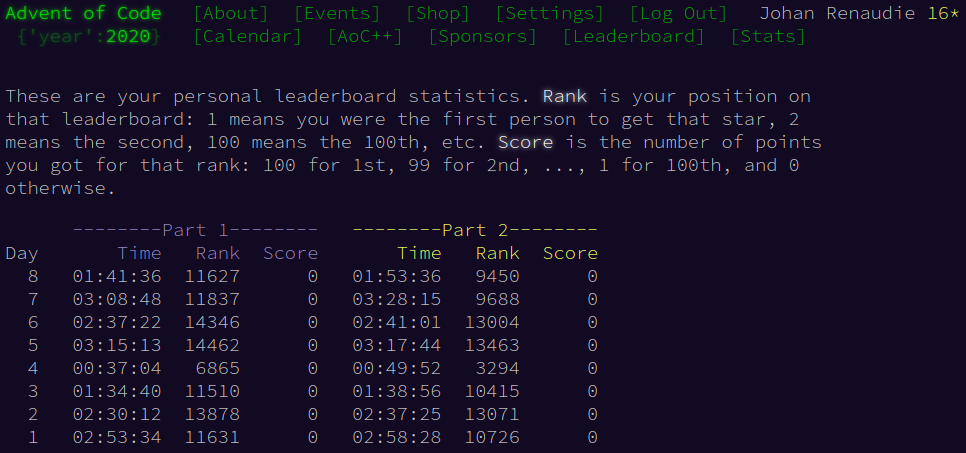 Advent of Code [About] [Events] [Shop] [Settings] [Log Out] Johan Renaudie 16*
{'year':2020} [Calendar] [AoC++] [Sponsors] [Leaderboard] [Stats]
These are your personal leaderboard statistics. Rank is your position on
that leaderboard: 1 means you were the first person to get that star, 2
means the second, 100 means the 100th, etc. Score is the number of points
you got for that rank: 100 for 1st, 99 for 2nd, ..., 1 for 100th, and 0
otherwise.
--------Part 1-------- --------Part 2--------
Day Time Rank Score Time Rank Score
8 01:41:36 11627 0 01:53:36 9450 0
7 03:08:48 11837 0 03:28:15 9688 0
6 02:37:22 14346 0 02:41:01 13004 0
5 03:15:13 14462 0 03:17:44 13463 0
4 00:37:04 6865 0 00:49:52 3294 0
3 01:34:40 11510 0 01:38:56 10415 0
2 02:30:12 13878 0 02:37:25 13071 0
1 02:53:34 11631 0 02:58:28 10726 0